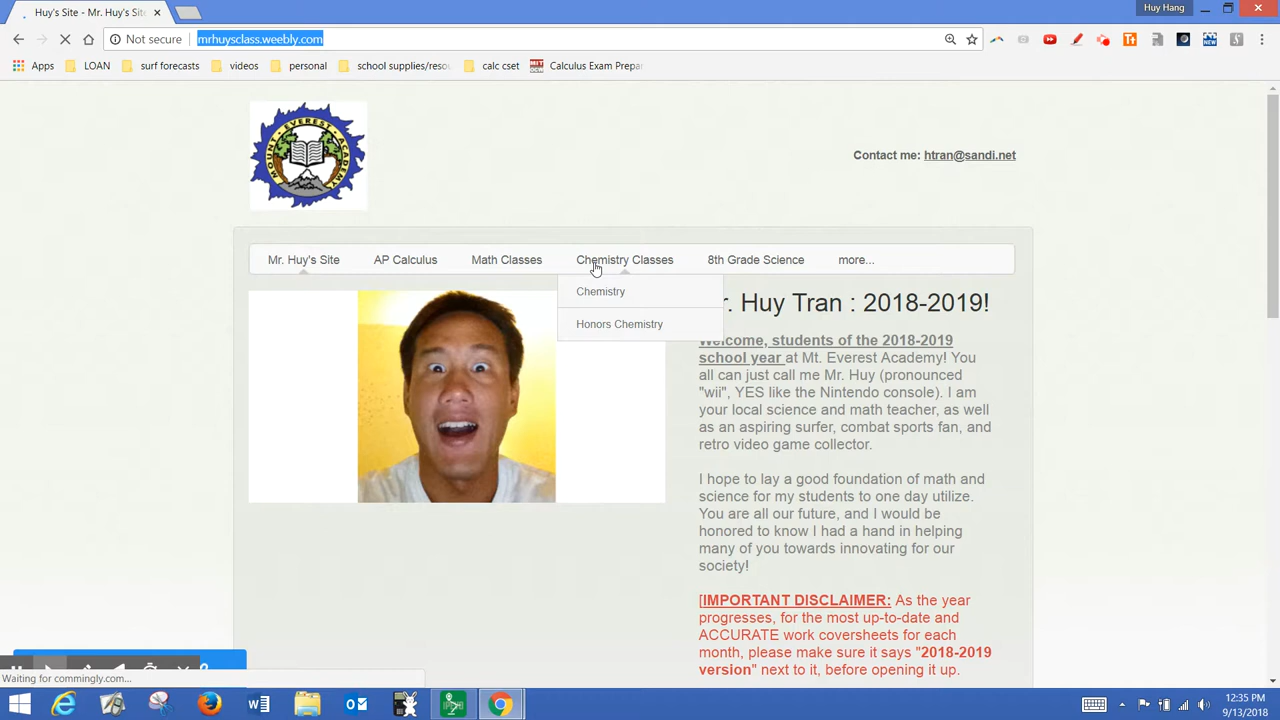 Huy's Site - Mr. Huy's Sit
Huy Hang
Not secure
mrhuysclass.weebly.com
NEW
Apps
LOAN
surf forecasts
videos
personal
school supplies/reso
calc cset
MIT
Calculus Exam Prepar
MOUNT EVEREST ACADEMY
Contact me: htran@sandi.net
Mr. Huy's Site
AP Calculus
Math Classes
Chemistry Classes
8th Grade Science
more...
Chemistry
Honors Chemistry
r. Huy Tran : 2018-2019!
Welcome, students of the 2018-2019
school year at Mt. Everest Academy! You
all can just call me Mr. Huy (pronounced
"wii", YES like the Nintendo console). I am
your local science and math teacher, as well
as an aspiring surfer, combat sports fan, and
retro video game collector.
I hope to lay a good foundation of math and
science for my students to one day utilize.
You are all our future, and I would be
honored to know I had a hand in helping
many of you towards innovating for our
society!
[IMPORTANT DISCLAIMER: As the year
progresses, for the most up-to-date and
ACCURATE work coversheets for each
month, please make sure it says "2018-2019
version" next to it, before opening it up.
Waiting for commingly.com...
12:35 PM
9/13/2018